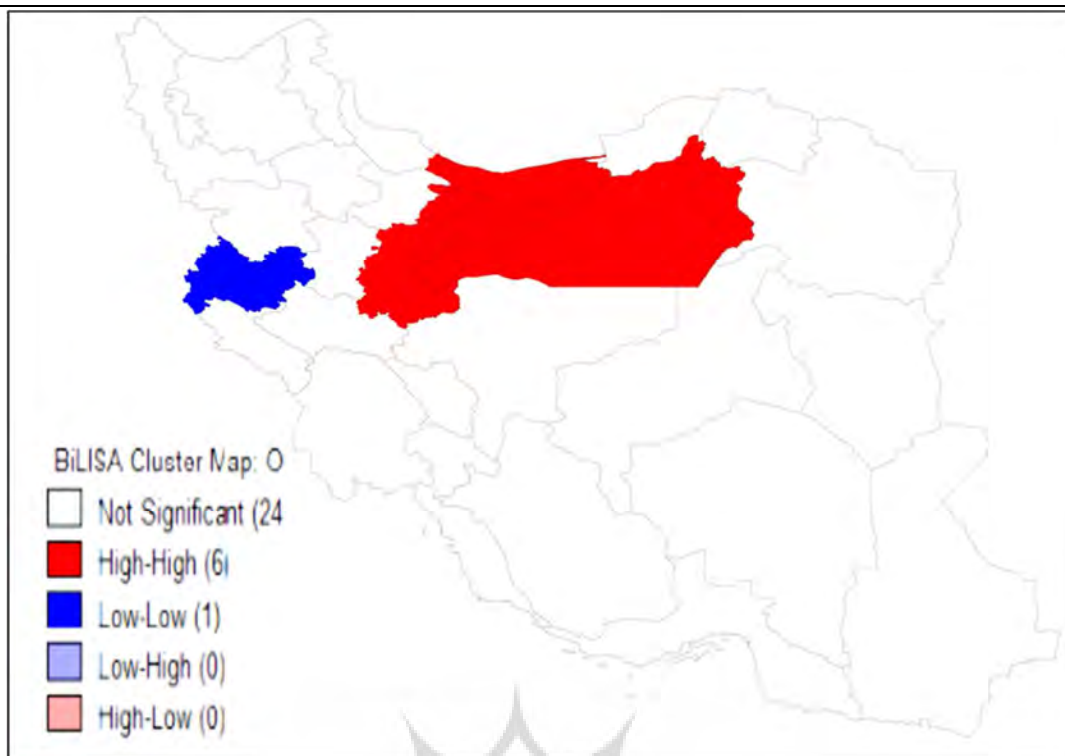 BiLISA Cluster Map: O
Not Significant (24
High-High (6)
Low-Low (1)
Low-High (0)
High-Low (0)